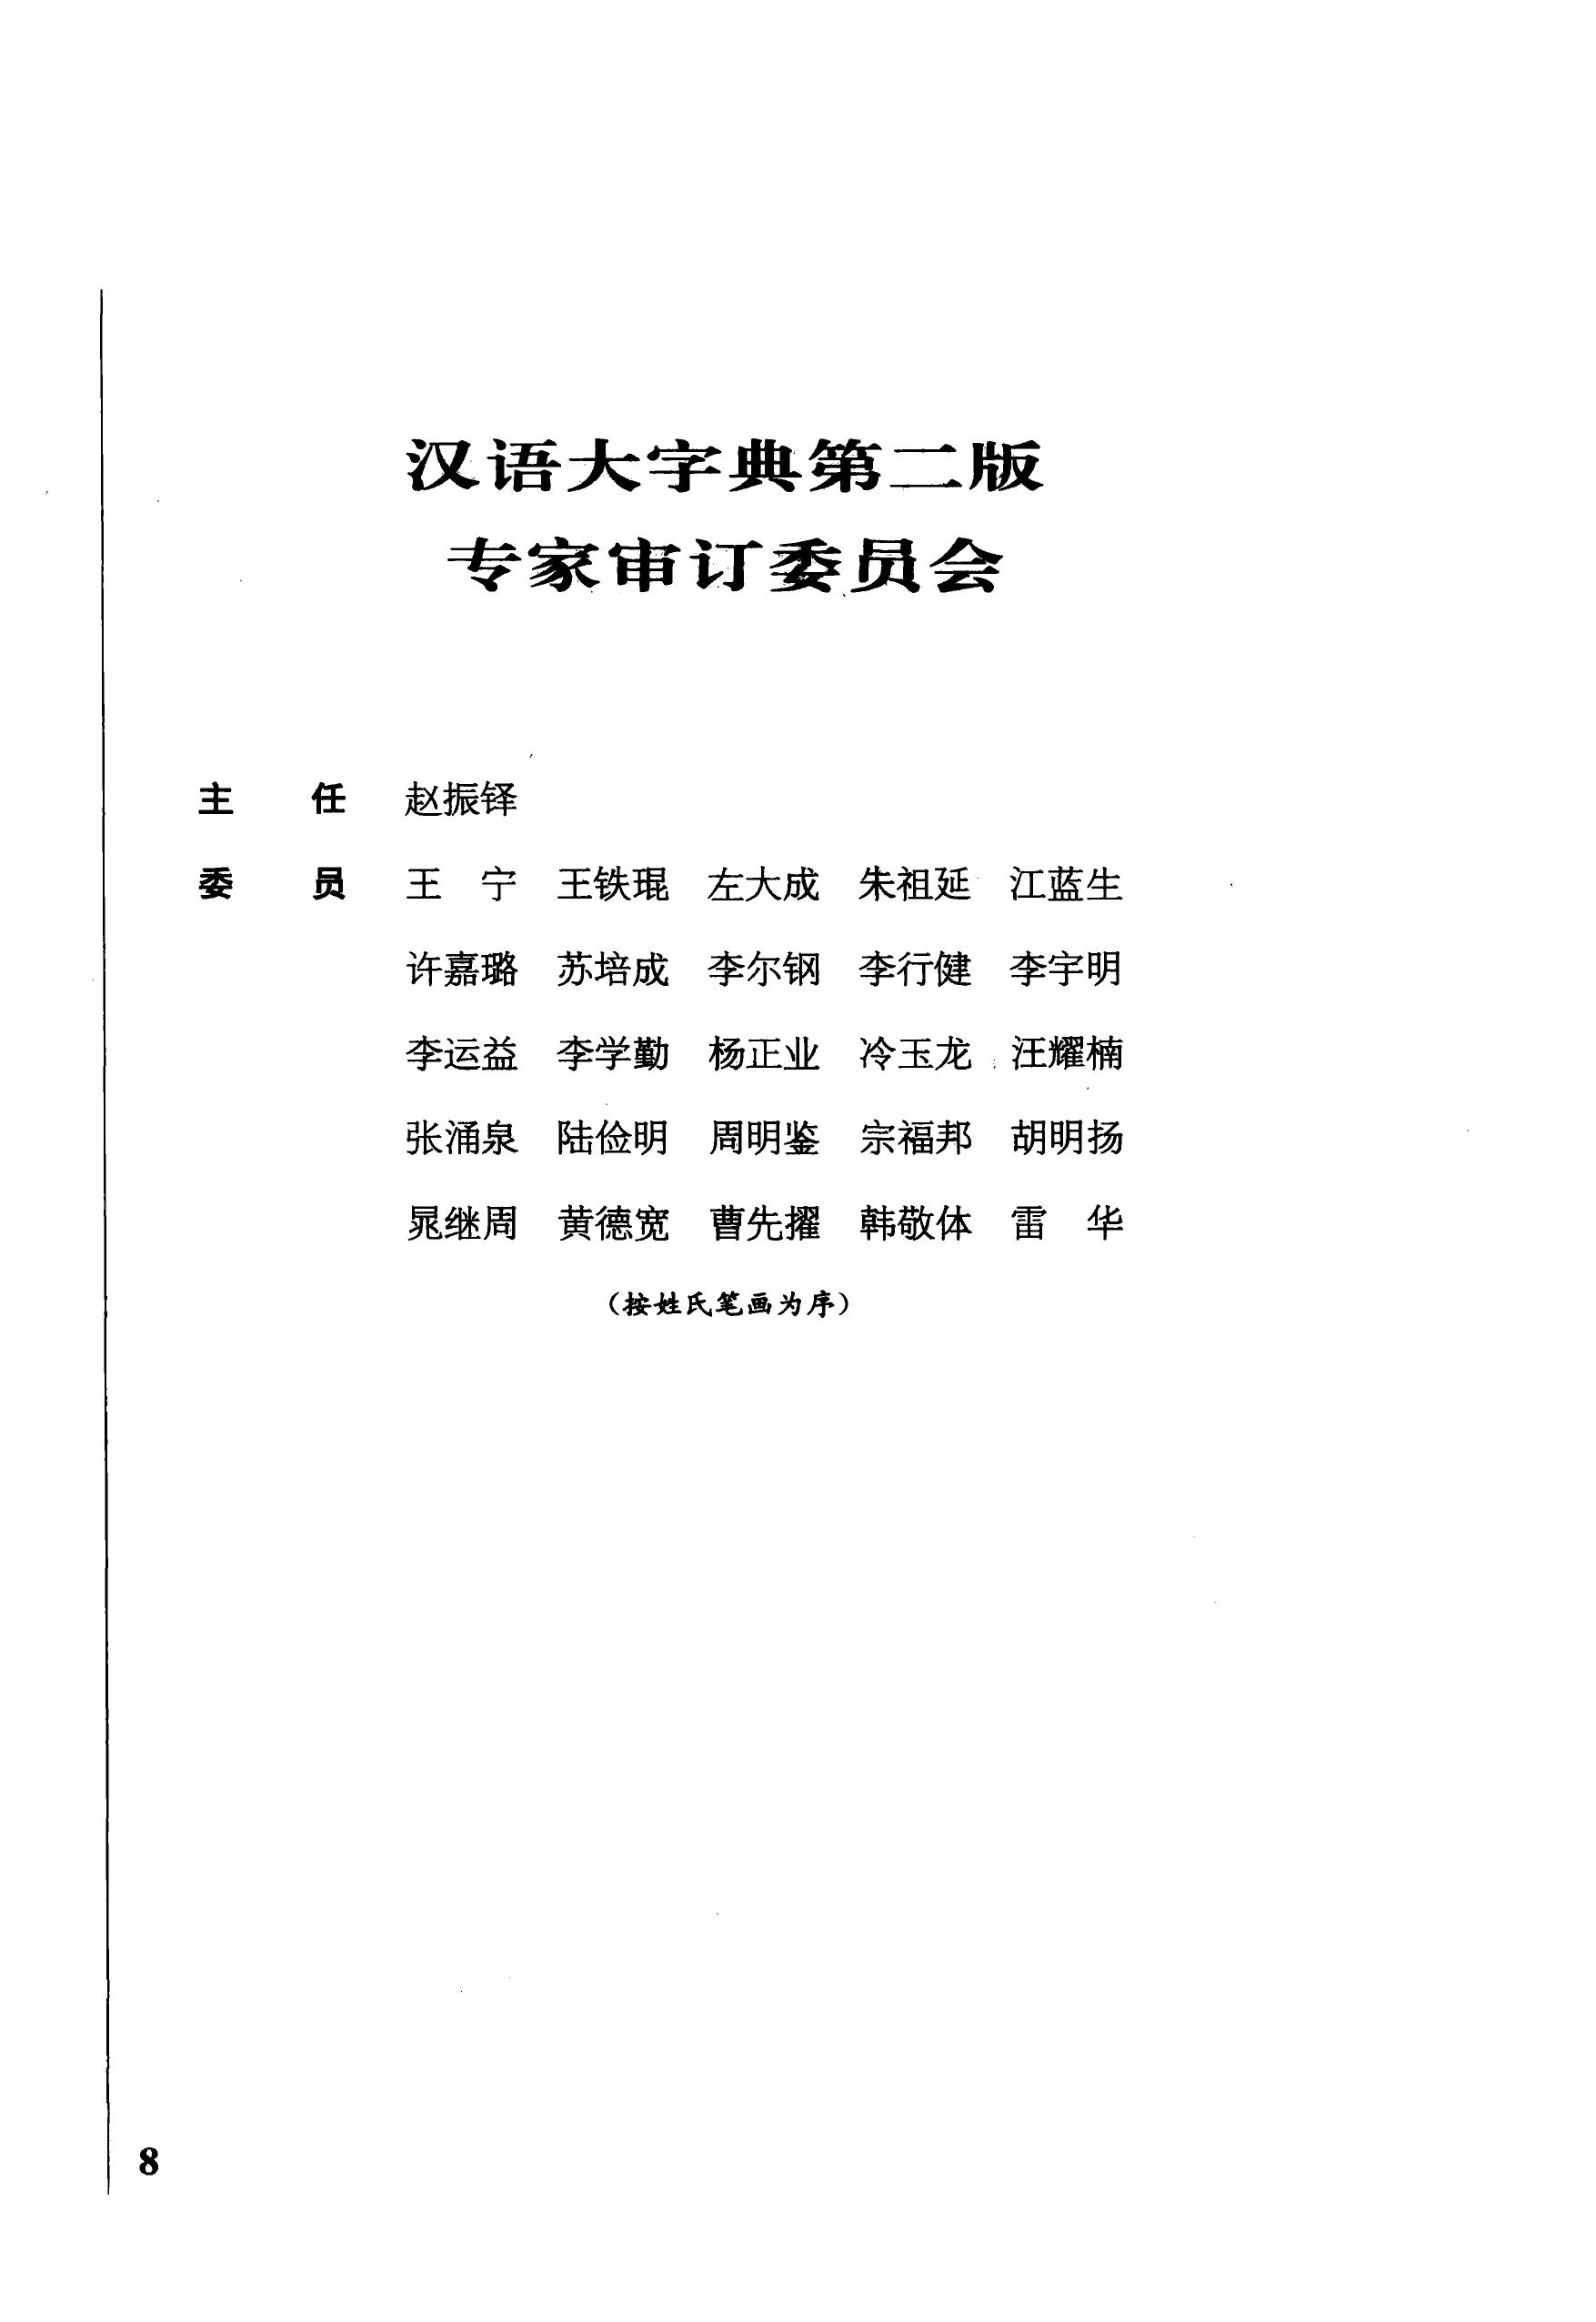 汉语大字典第二版
专家审订委员会
主　任　赵振铎
委　员　王　宁　王铁琨　左大成　朱祖延　江蓝生
许嘉璐　苏培成　李尔钢　李行健　李宇明
李运益　李学勤　杨正业　冷玉龙　汪耀楠
张涌泉　陆俭明　周明鉴　宗福邦　胡明扬
晁继周　黄德宽　曹先擢　韩敬体　雷　华
（按姓氏笔画为序）
8